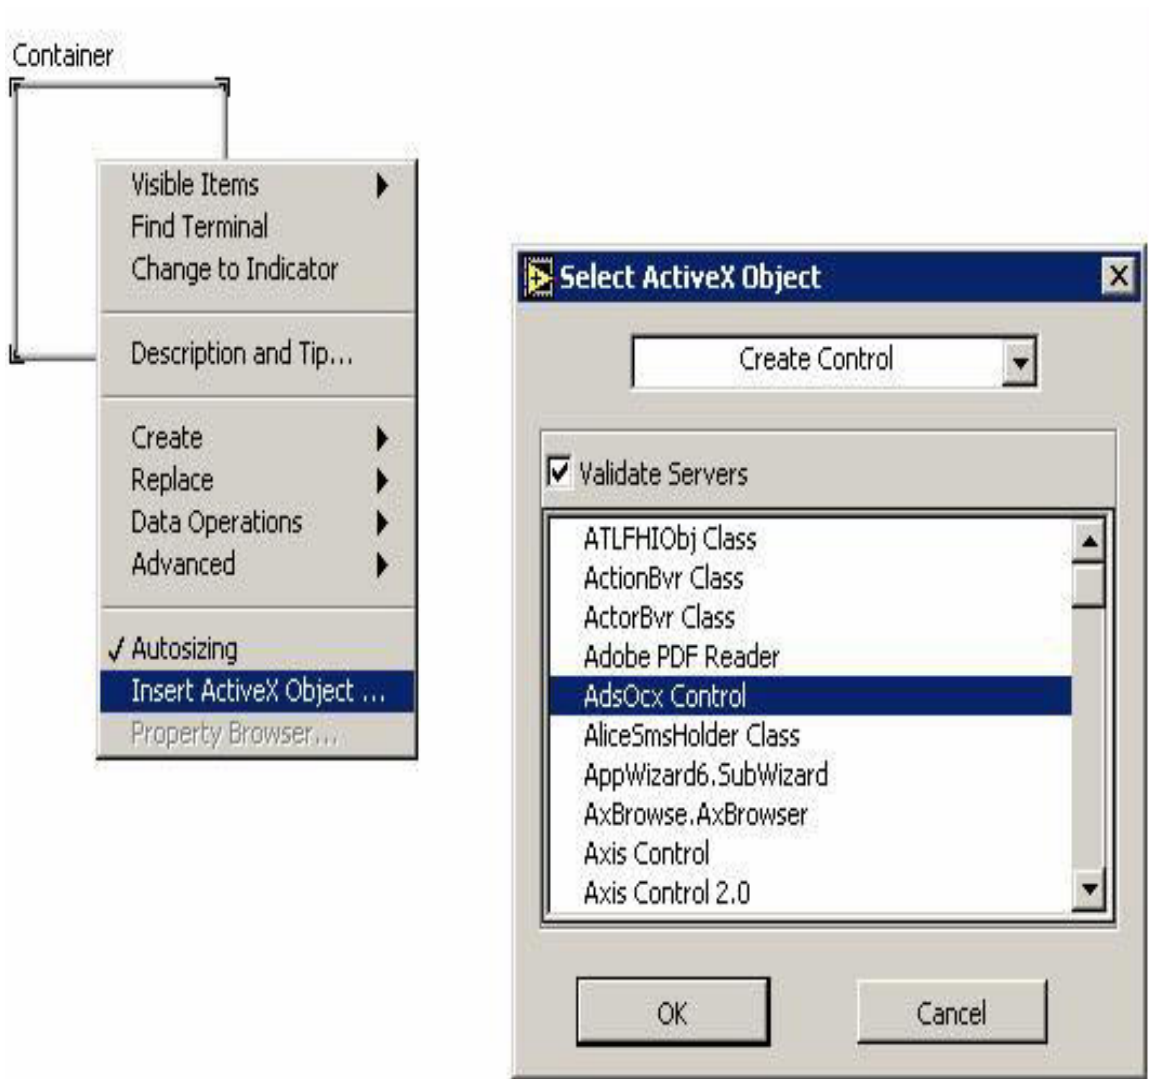 Container
Visible Items
Find Terminal
Change to Indicator
Description and Tip...
Create
Replace
Data Operations
Advanced
Autosizing
Insert ActiveX Object ...
Property Browser...
Select ActiveX Object
Create Control
Validate Servers
ATLFHIObj Class
ActionBvr Class
ActorBvr Class
Adobe PDF Reader
AdsOcx Control
AliceSmsHolder Class
AppWizard6.SubWizard
AxBrowse.AxBrowser
Axis Control
Axis Control 2.0
OK
Cancel